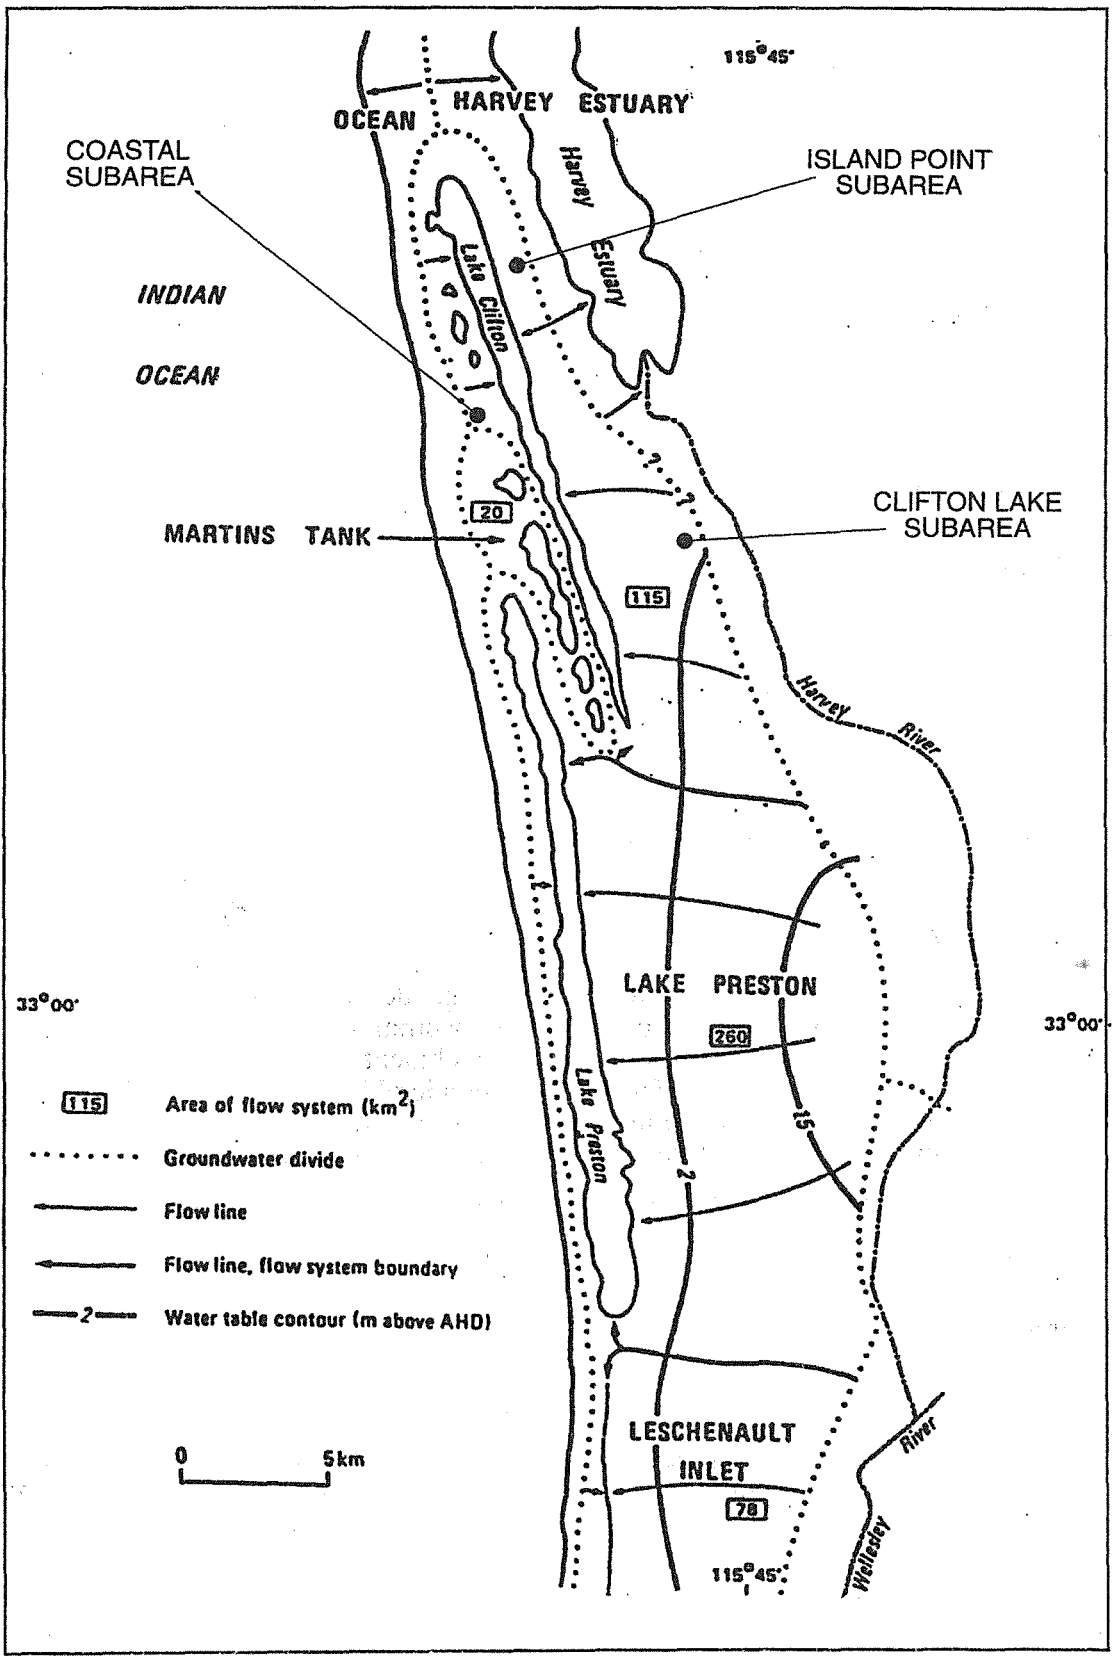 115°45'
OCEAN
HARVEY ESTUARY
COASTAL
SUBAREA
ISLAND POINT
SUBAREA
Harvey
Estuary
Lake Clifton
INDIAN
OCEAN
?
?
CLIFTON LAKE
SUBAREA
20
MARTINS TANK
115
Harvey
River
LAKE PRESTON
33°00'
33°00'
260
Lake Preston
15
2
115
Area of flow system (km²)
Groundwater divide
Flow line
Flow line, flow system boundary
2
Water table contour (m above AHD)
LESCHENAULT
INLET
78
River
Wellesley
0
5km
115°45'